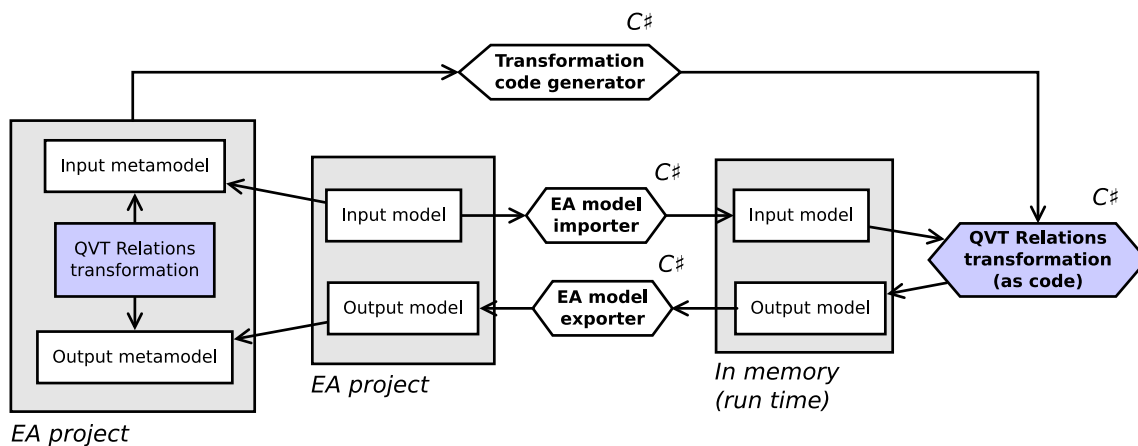 C♯
Transformation
code generator
Input metamodel
QVT Relations
transformation
Output metamodel
EA project
Input model
Output model
EA project
C♯
EA model
importer
C♯
EA model
exporter
Input model
Output model
In memory
(run time)
C♯
QVT Relations
transformation
(as code)